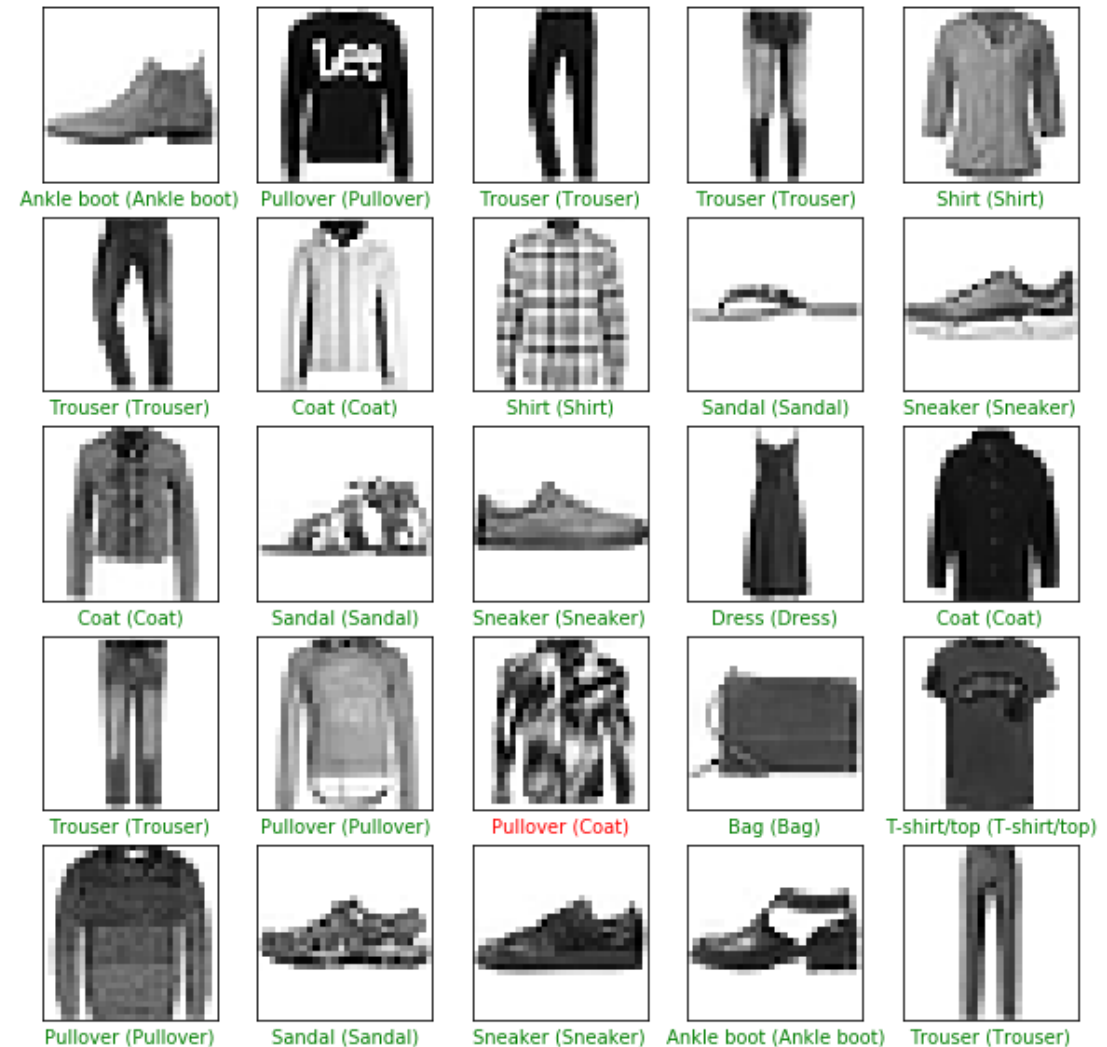 Lee
Ankle boot (Ankle boot)
Pullover (Pullover)
Trouser (Trouser)
Trouser (Trouser)
Shirt (Shirt)
Trouser (Trouser)
Coat (Coat)
Shirt (Shirt)
Sandal (Sandal)
Sneaker (Sneaker)
Coat (Coat)
Sandal (Sandal)
Sneaker (Sneaker)
Dress (Dress)
Coat (Coat)
Trouser (Trouser)
Pullover (Pullover)
Pullover (Coat)
Bag (Bag)
T-shirt/top (T-shirt/top)
Pullover (Pullover)
Sandal (Sandal)
Sneaker (Sneaker)
Ankle boot (Ankle boot)
Trouser (Trouser)